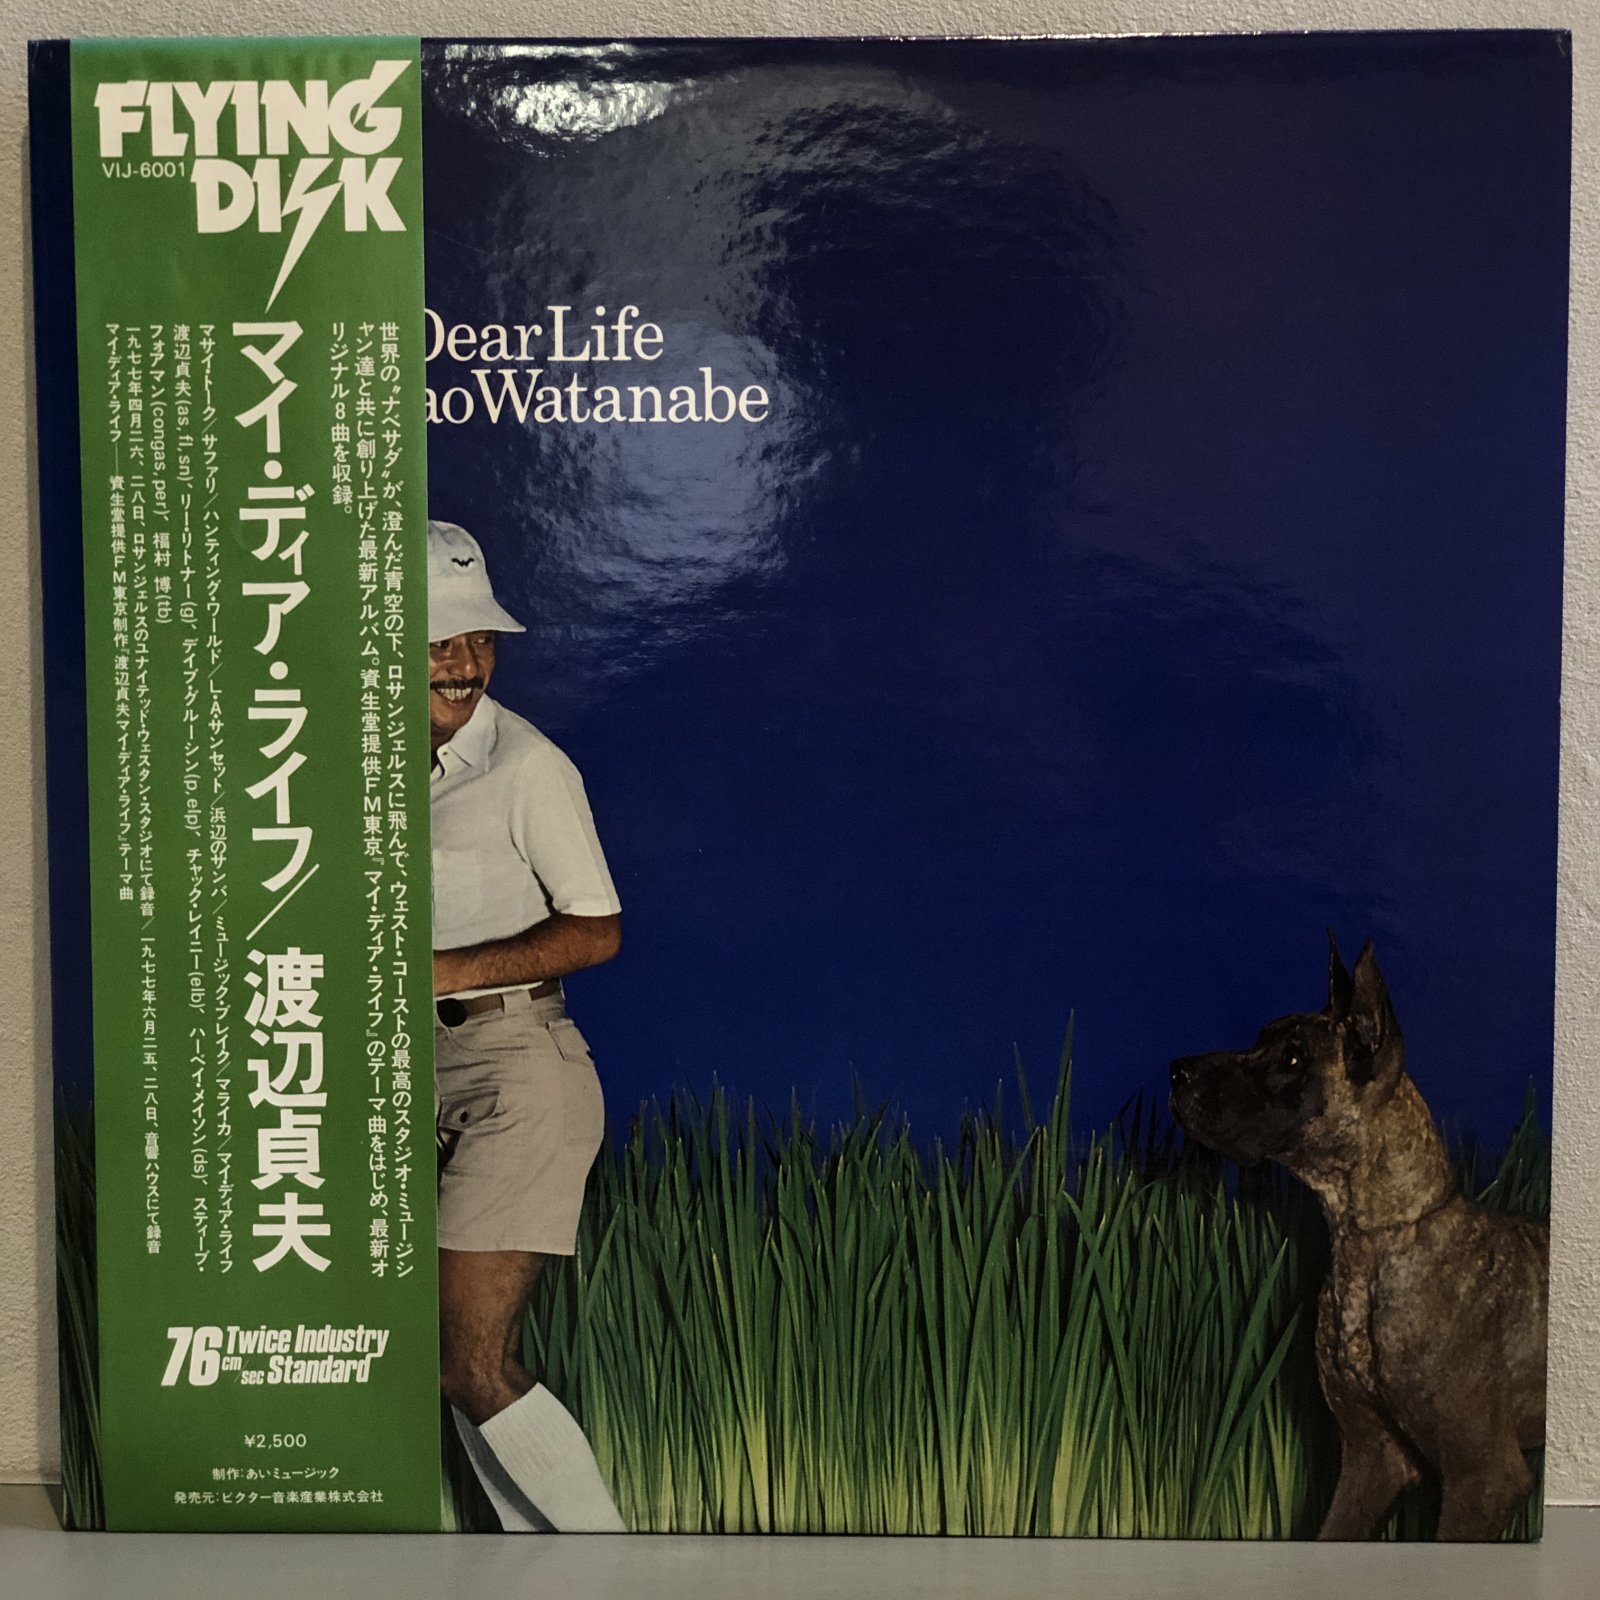 FLYING
VIJ-6001
DISK
世界の"ナベサダ"が、澄んだ青空の下、ロサンジェルスに飛んで、ウェスト・コーストの最高のスタジオ・ミュージシ
ャン達と共に創り上げた最新アルバム。資生堂提供FM東京『マイ・ディア・ライフ』のテーマ曲をはじめ、最新オ
リジナル8曲を収録。
マイ・ディア・ライフ/渡辺貞夫
マサイ・トーク/サファリ/ハンティング・ワールド/L・A・サンセット/浜辺のサンバ/ミュージック・ブレイク/マライカ/マイ・ディア・ライフ
渡辺貞夫(as, fl, sn)、リー・リトナー(g)、デイブ・グルーシン(p, elp)、チャック・レイニー(elb)、ハーベイ・メイソン(ds)、スティーブ・
フォアマン(congas, per)、福村 博(tb)
一九七七年四月二六、二八日、ロサンジェルスのユナイテッド・ウェスタン・スタジオにて録音/一九七七年六月二五、二八日、音響ハウスにて録音
マイ・ディア・ライフ——資生堂提供FM東京制作『渡辺貞夫マイ・ディア・ライフ』テーマ曲
76cm/sec Twice Industry Standard
¥2,500
制作:あいミュージック
発売元:ビクター音楽産業株式会社
Dear Life
ao Watanabe